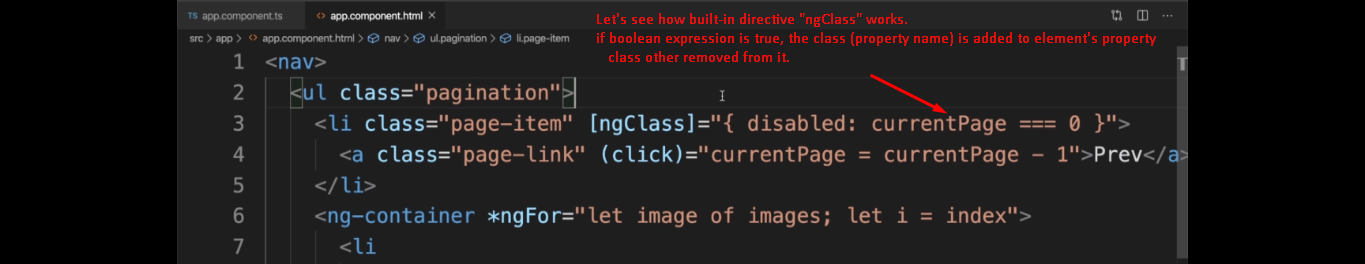 app.component.ts
app.component.html
Let's see how built-in directive "ngClass" works.
src > app > app.component.html > nav > ul.pagination > li.page-item
if boolean expression is true, the class (property name) is added to element's property
class other removed from it.
1 <nav>
2 <ul class="pagination">
3 <li class="page-item" [ngClass]="{ disabled: currentPage === 0 }">
4 <a class="page-link" (click)="currentPage = currentPage - 1">Prev</a>
5 </li>
6 <ng-container *ngFor="let image of images; let i = index">
7 <li